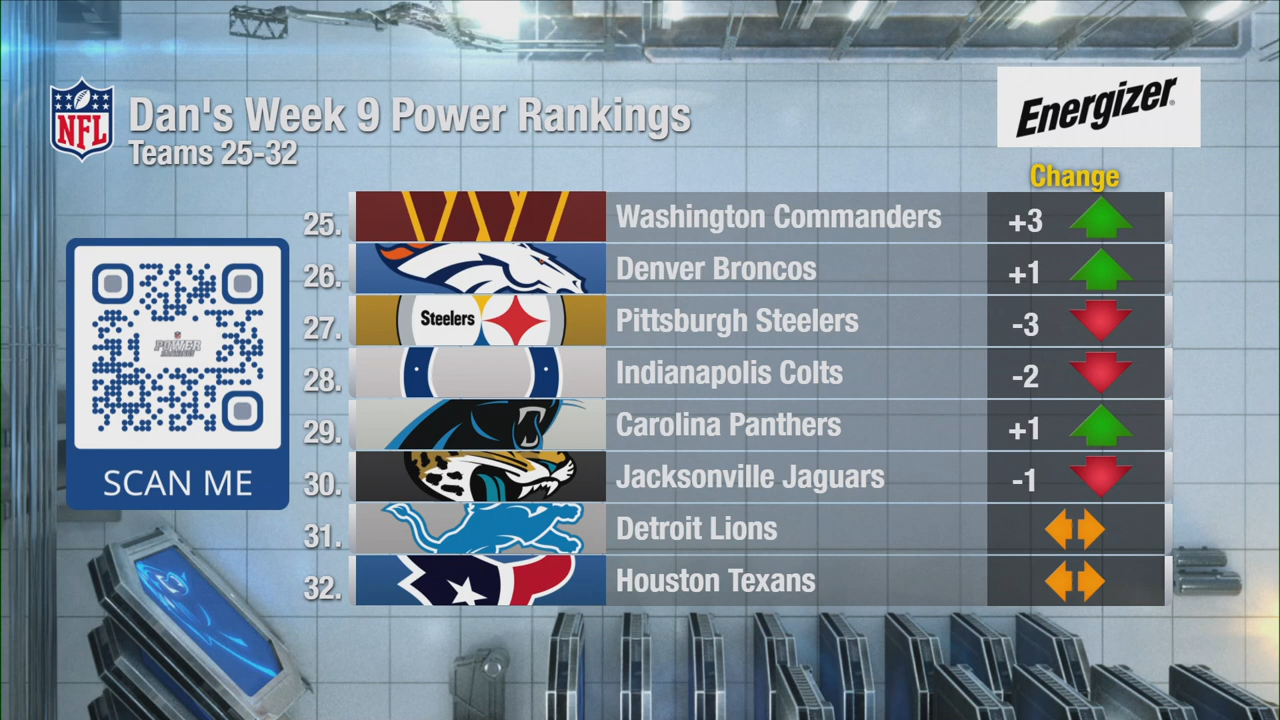 NFL
Dan's Week 9 Power Rankings
Teams 25-32
Energizer
Change
25. Washington Commanders +3
26. Denver Broncos +1
27. Steelers Pittsburgh Steelers -3
28. Indianapolis Colts -2
29. Carolina Panthers +1
30. Jacksonville Jaguars -1
31. Detroit Lions
32. Houston Texans
POWER
SCAN ME